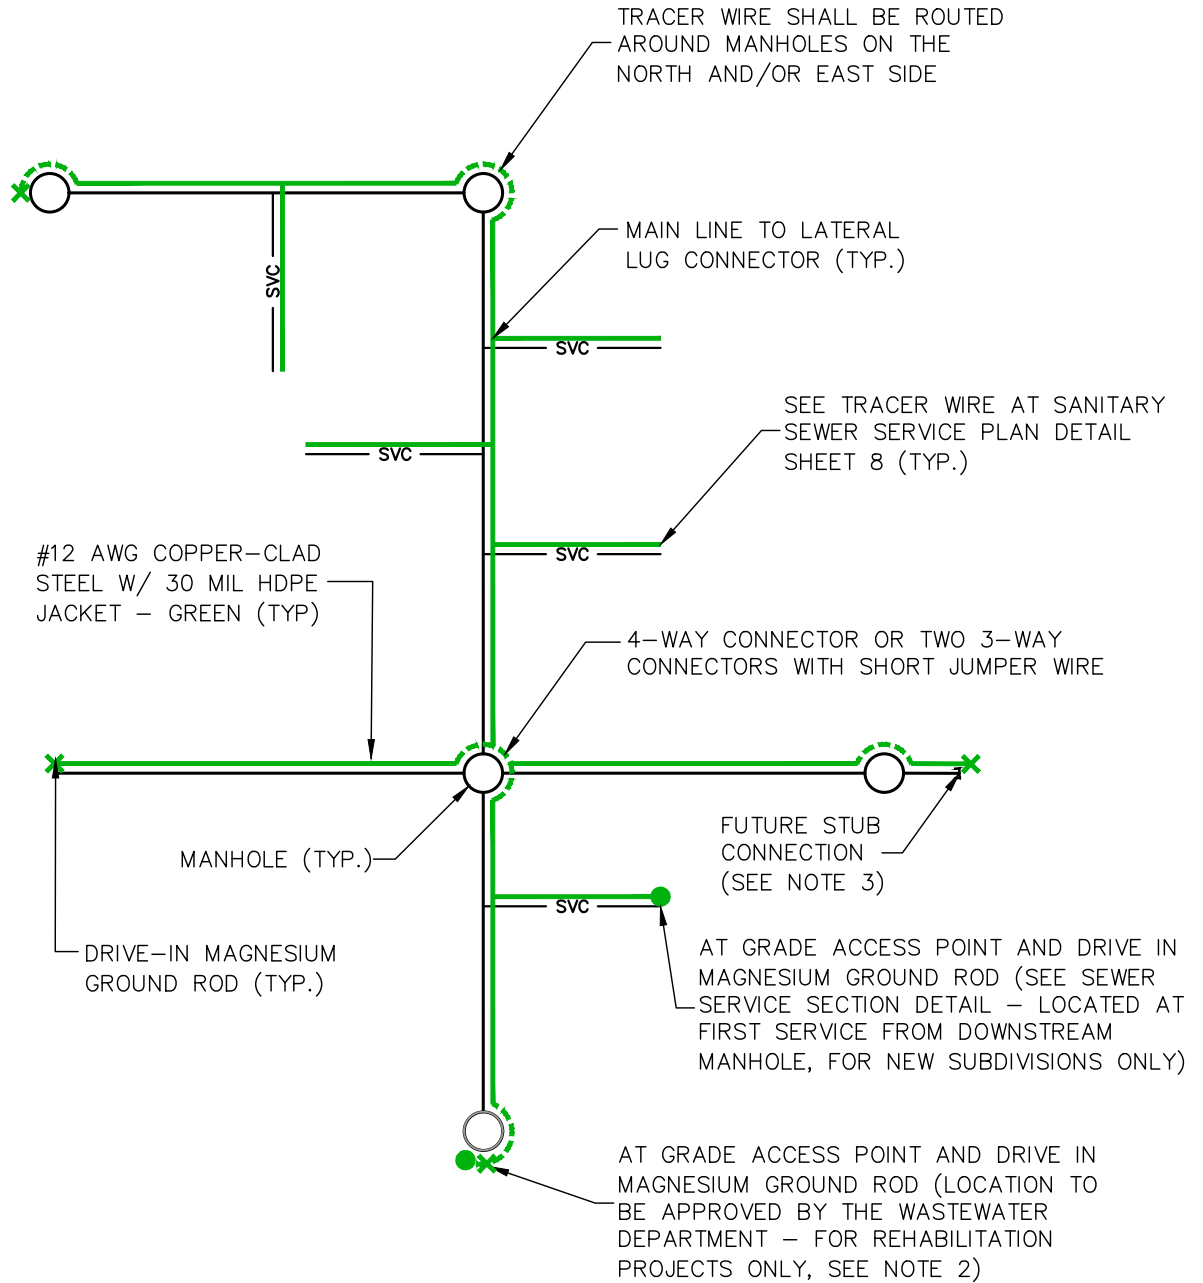 TRACER WIRE SHALL BE ROUTED
AROUND MANHOLES ON THE
NORTH AND/OR EAST SIDE
MAIN LINE TO LATERAL
LUG CONNECTOR (TYP.)
SVC
SVC
SEE TRACER WIRE AT SANITARY
SEWER SERVICE PLAN DETAIL
SHEET 8 (TYP.)
SVC
SVC
#12 AWG COPPER-CLAD
STEEL W/ 30 MIL HDPE
JACKET - GREEN (TYP)
4-WAY CONNECTOR OR TWO 3-WAY
CONNECTORS WITH SHORT JUMPER WIRE
MANHOLE (TYP.)
FUTURE STUB
CONNECTION
(SEE NOTE 3)
SVC
DRIVE-IN MAGNESIUM
GROUND ROD (TYP.)
AT GRADE ACCESS POINT AND DRIVE IN
MAGNESIUM GROUND ROD (SEE SEWER
SERVICE SECTION DETAIL - LOCATED AT
FIRST SERVICE FROM DOWNSTREAM
MANHOLE, FOR NEW SUBDIVISIONS ONLY)
AT GRADE ACCESS POINT AND DRIVE IN
MAGNESIUM GROUND ROD (LOCATION TO
BE APPROVED BY THE WASTEWATER
DEPARTMENT - FOR REHABILITATION
PROJECTS ONLY, SEE NOTE 2)